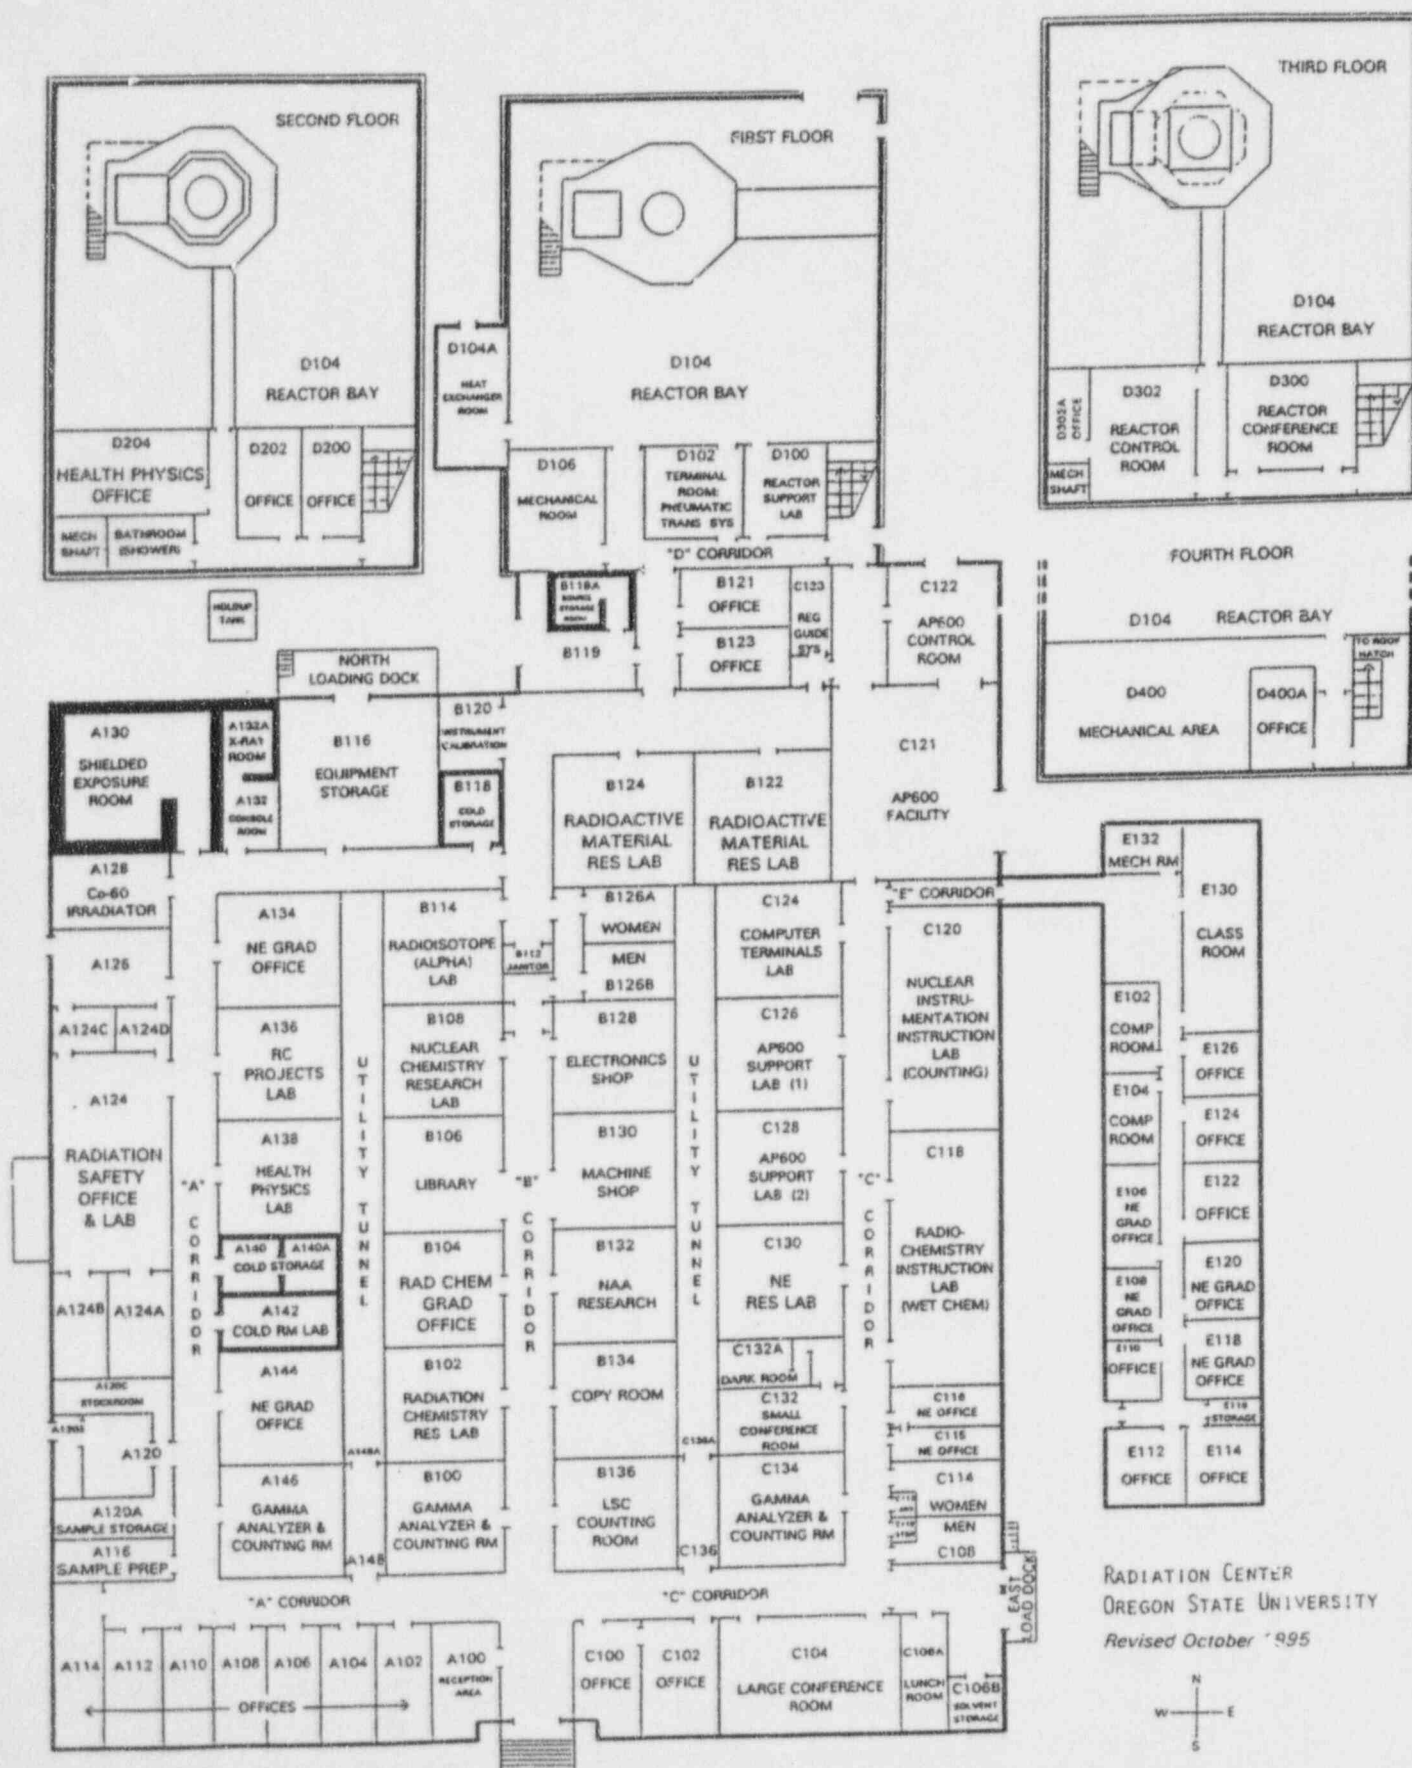 SECOND FLOOR
D104
REACTOR BAY
D204
HEALTH PHYSICS
OFFICE
D202
OFFICE
D200
OFFICE
MECH
SHAFT
BATHROOM
(SHOWER)
HOLDUP
TANK
FIRST FLOOR
D104A
HEAT
EXCHANGER
ROOM
D104
REACTOR BAY
D106
MECHANICAL
ROOM
D102
TERMINAL
ROOM:
PNEUMATIC
TRANS SYS
D100
REACTOR
SUPPORT
LAB
"D" CORRIDOR
THIRD FLOOR
D104
REACTOR BAY
D302A
OFFICE
D302
REACTOR
CONTROL
ROOM
D300
REACTOR
CONFERENCE
ROOM
MECH
SHAFT
FOURTH FLOOR
D104 REACTOR BAY
TO ROOF
HATCH
D400
MECHANICAL AREA
D400A
OFFICE
B118A
STORAGE
ROOM
B119
B121
OFFICE
B123
OFFICE
C123
REG
GUIDE
SYS
C122
AP600
CONTROL
ROOM
NORTH
LOADING DOCK
A130
SHIELDED
EXPOSURE
ROOM
A132A
X-RAY
ROOM
A132
CONSOLE
ROOM
B116
EQUIPMENT
STORAGE
B120
INSTRUMENT
CALIBRATION
B118
COLD
STORAGE
B124
RADIOACTIVE
MATERIAL
RES LAB
B122
RADIOACTIVE
MATERIAL
RES LAB
C121
AP600
FACILITY
"E" CORRIDOR
A128
Co-60
IRRADIATOR
A126
A124C
A124D
A124
RADIATION
SAFETY
OFFICE
& LAB
A124B
A124A
A120C
STOCKROOM
A120
A120A
SAMPLE STORAGE
A116
SAMPLE PREP
"A"
CORRIDOR
A134
NE GRAD
OFFICE
A136
RC
PROJECTS
LAB
A138
HEALTH
PHYSICS
LAB
A140
A140A
COLD STORAGE
A142
COLD RM LAB
A144
NE GRAD
OFFICE
A146
GAMMA
ANALYZER &
COUNTING RM
UTILITY TUNNEL
A148A
A148
B114
RADIOISOTOPE
(ALPHA)
LAB
B108
NUCLEAR
CHEMISTRY
RESEARCH
LAB
B106
LIBRARY
B104
RAD CHEM
GRAD
OFFICE
B102
RADIATION
CHEMISTRY
RES LAB
B100
GAMMA
ANALYZER &
COUNTING RM
B112
JANITOR
"B"
CORRIDOR
B126A
WOMEN
MEN
B126B
B128
ELECTRONICS
SHOP
B130
MACHINE
SHOP
B132
NAA
RESEARCH
B134
COPY ROOM
B136
LSC
COUNTING
ROOM
UTILITY TUNNEL
C136A
C136
C124
COMPUTER
TERMINALS
LAB
C126
AP600
SUPPORT
LAB (1)
C128
AP600
SUPPORT
LAB (2)
C130
NE
RES LAB
C132A
DARK ROOM
C132
SMALL
CONFERENCE
ROOM
C134
GAMMA
ANALYZER &
COUNTING RM
"C"
CORRIDOR
C120
NUCLEAR
INSTRU-
MENTATION
INSTRUCTION
LAB
(COUNTING)
C118
RADIO-
CHEMISTRY
INSTRUCTION
LAB
(WET CHEM)
C116
NE OFFICE
C115
NE OFFICE
C114
WOMEN
MEN
C108
EAST
LOAD DOCK
E132
MECH RM
E130
CLASS
ROOM
E102
COMP
ROOM
E104
COMP
ROOM
E106
NE
GRAD
OFFICE
E108
NE
GRAD
OFFICE
E110
OFFICE
E112
OFFICE
E126
OFFICE
E124
OFFICE
E122
OFFICE
E120
NE GRAD
OFFICE
E118
NE GRAD
OFFICE
E116
STORAGE
E114
OFFICE
"A" CORRIDOR
"C" CORRIDOR
A114
A112
A110
A108
A106
A104
A102
OFFICES
A100
RECEPTION
AREA
C100
OFFICE
C102
OFFICE
C104
LARGE CONFERENCE
ROOM
C106A
LUNCH
ROOM
C106B
SOLVENT
STORAGE
RADIATION CENTER
OREGON STATE UNIVERSITY
Revised October 1995
N
W E
S